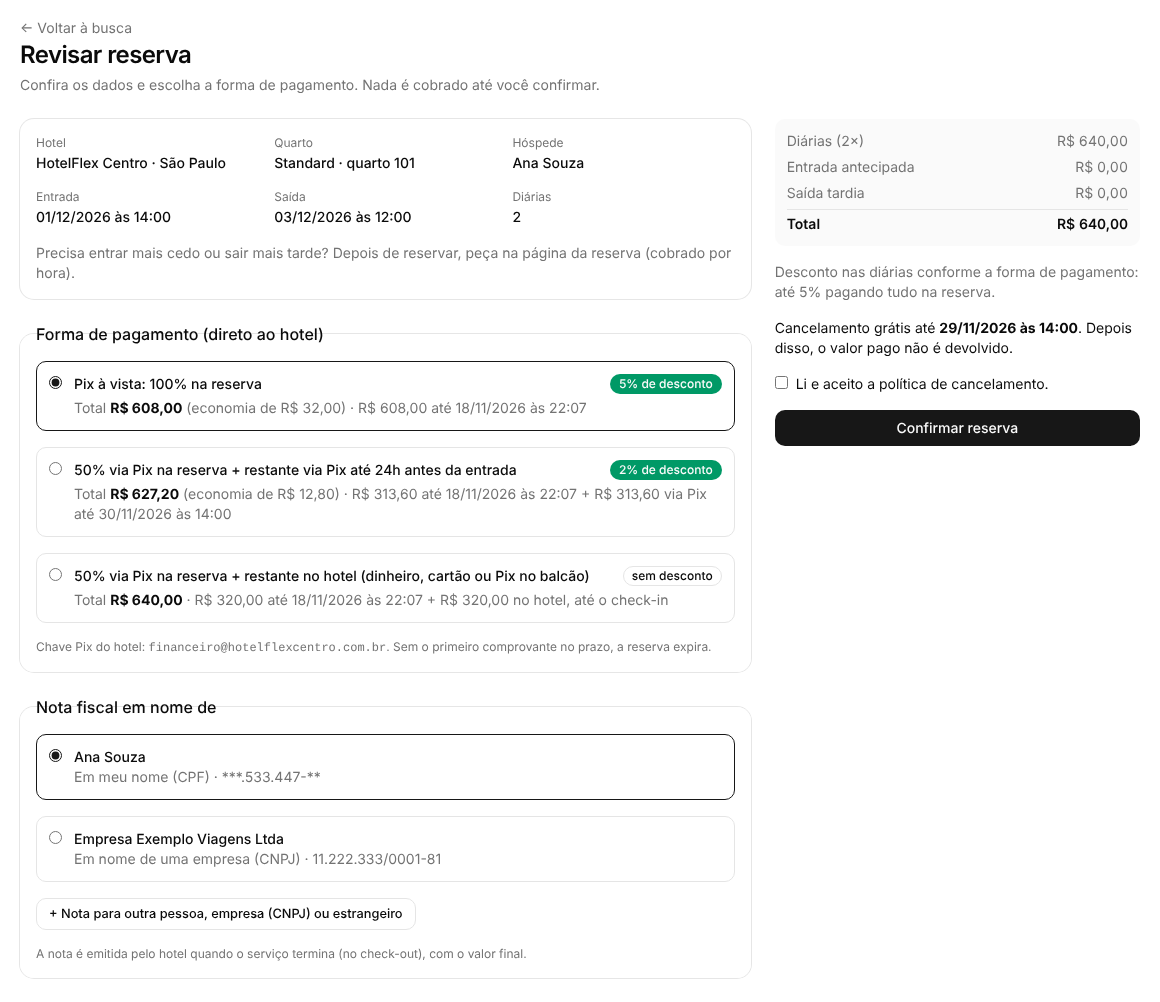 ← Voltar à busca
Revisar reserva
Confira os dados e escolha a forma de pagamento. Nada é cobrado até você confirmar.
Hotel
HotelFlex Centro · São Paulo
Quarto
Standard · quarto 101
Hóspede
Ana Souza
Entrada
01/12/2026 às 14:00
Saída
03/12/2026 às 12:00
Diárias
2
Precisa entrar mais cedo ou sair mais tarde? Depois de reservar, peça na página da reserva (cobrado por
hora).
Forma de pagamento (direto ao hotel)
Pix à vista: 100% na reserva
5% de desconto
Total R$ 608,00 (economia de R$ 32,00) · R$ 608,00 até 18/11/2026 às 22:07
50% via Pix na reserva + restante via Pix até 24h antes da entrada
2% de desconto
Total R$ 627,20 (economia de R$ 12,80) · R$ 313,60 até 18/11/2026 às 22:07 + R$ 313,60 via Pix
até 30/11/2026 às 14:00
50% via Pix na reserva + restante no hotel (dinheiro, cartão ou Pix no balcão)
sem desconto
Total R$ 640,00 · R$ 320,00 até 18/11/2026 às 22:07 + R$ 320,00 no hotel, até o check-in
Chave Pix do hotel: financeiro@hotelflexcentro.com.br. Sem o primeiro comprovante no prazo, a reserva expira.
Nota fiscal em nome de
Ana Souza
Em meu nome (CPF) · ***.533.447-**
Empresa Exemplo Viagens Ltda
Em nome de uma empresa (CNPJ) · 11.222.333/0001-81
+ Nota para outra pessoa, empresa (CNPJ) ou estrangeiro
A nota é emitida pelo hotel quando o serviço termina (no check-out), com o valor final.
Diárias (2×) R$ 640,00
Entrada antecipada R$ 0,00
Saída tardia R$ 0,00
Total R$ 640,00
Desconto nas diárias conforme a forma de pagamento:
até 5% pagando tudo na reserva.
Cancelamento grátis até 29/11/2026 às 14:00. Depois
disso, o valor pago não é devolvido.
Li e aceito a política de cancelamento.
Confirmar reserva